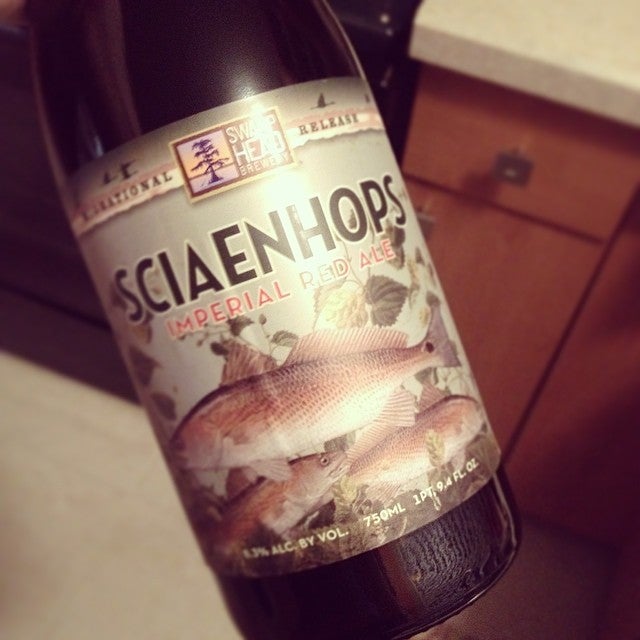 SWAMP
HEAD
BREWERY
RELEASE
SCIAENHOPS
IMPERIAL RED ALE
ALC. BY VOL. 750ML 1PT. 9.4 FL. OZ.